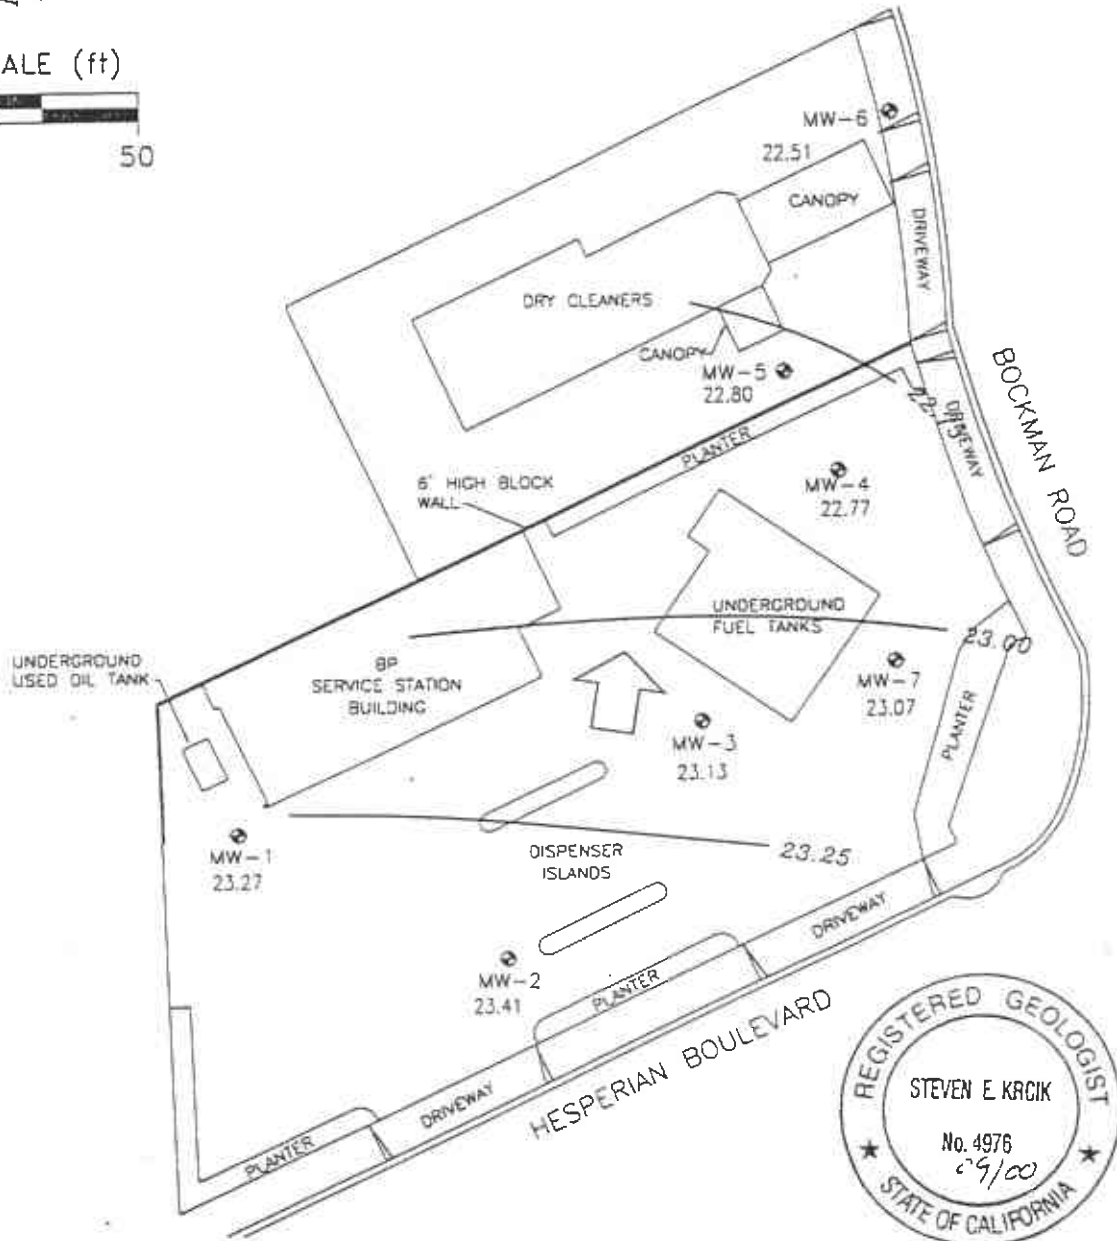 ALE (ft)
50
MW-6
22.51
CANOPY
DRIVEWAY
DRY CLEANERS
CANOPY
MW-5
22.80
22.75
DRIVEWAY
BOCKMAN ROAD
PLANTER
6' HIGH BLOCK
WALL
MW-4
22.77
UNDERGROUND
FUEL TANKS
23.00
UNDERGROUND
USED OIL TANK
BP
SERVICE STATION
BUILDING
MW-7
23.07
PLANTER
MW-3
23.13
MW-1
23.27
DISPENSER
ISLANDS
23.25
MW-2
23.41
PLANTER
DRIVEWAY
HESPERIAN BOULEVARD
DRIVEWAY
PLANTER
REGISTERED GEOLOGIST
STEVEN E. KRCIK
No. 4976
09/00
STATE OF CALIFORNIA